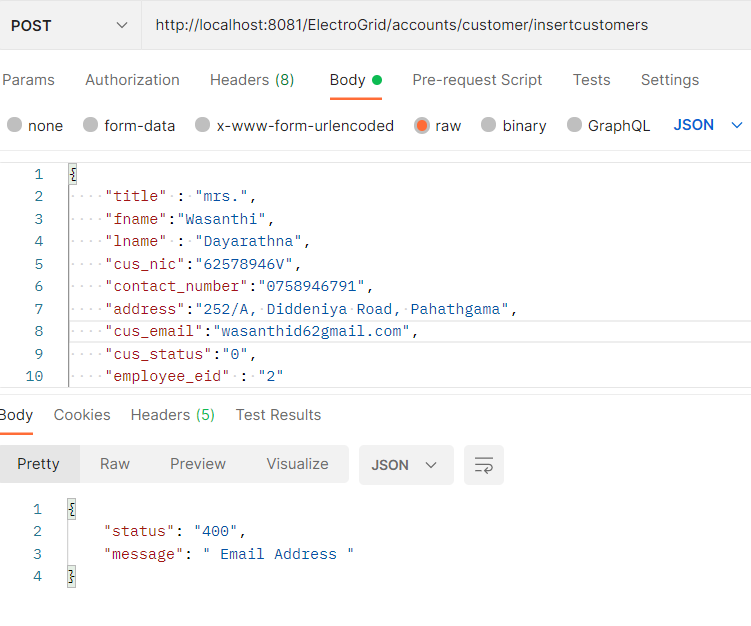 POST http://localhost:8081/ElectroGrid/accounts/customer/insertcustomers
Params Authorization Headers (8) Body Pre-request Script Tests Settings
none form-data x-www-form-urlencoded raw binary GraphQL JSON
1 {
2 "title" : "mrs.",
3 "fname":"Wasanthi",
4 "lname" : "Dayarathna",
5 "cus_nic":"62578946V",
6 "contact_number":"0758946791",
7 "address":"252/A, Diddeniya Road, Pahathgama",
8 "cus_email":"wasanthid62gmail.com",
9 "cus_status":"0",
10 "employee_eid" : "2"
Body Cookies Headers (5) Test Results
Pretty Raw Preview Visualize JSON
1 {
2 "status": "400",
3 "message": " Email Address "
4 }